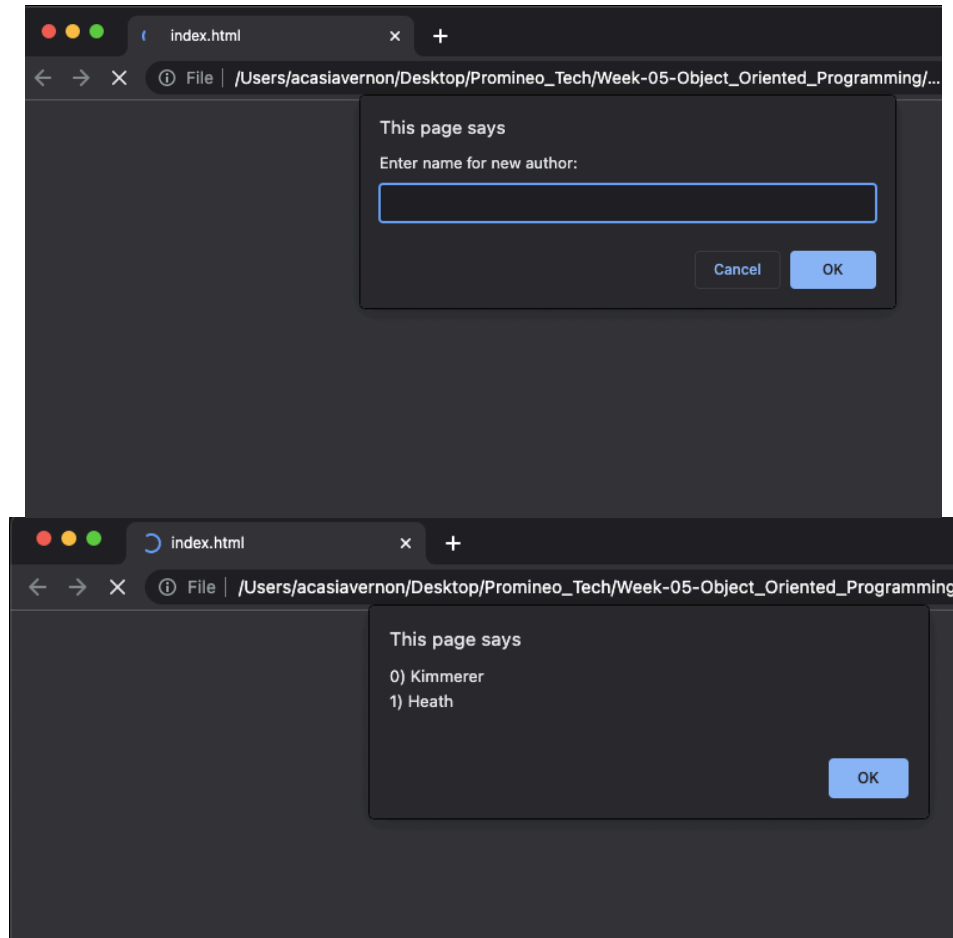 index.html
File /Users/acasiavernon/Desktop/Promineo_Tech/Week-05-Object_Oriented_Programming/...
This page says
Enter name for new author:
Cancel OK
index.html
File /Users/acasiavernon/Desktop/Promineo_Tech/Week-05-Object_Oriented_Programming
This page says
0) Kimmerer
1) Heath
OK